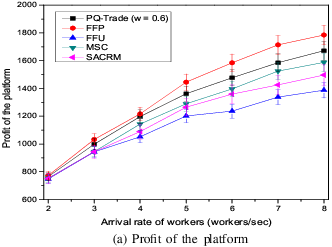 2000
1800
1600
1400
1200
1000
800
600
Profit of the platform
PQ-Trade (w = 0.6)
FFP
FFU
MSC
SACRM
2 3 4 5 6 7 8
Arrival rate of workers (workers/sec)
(a) Profit of the platform